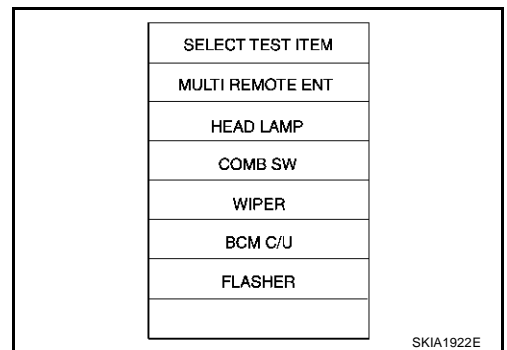 SELECT TEST ITEM
MULTI REMOTE ENT
HEAD LAMP
COMB SW
WIPER
BCM C/U
FLASHER
SKIA1922E